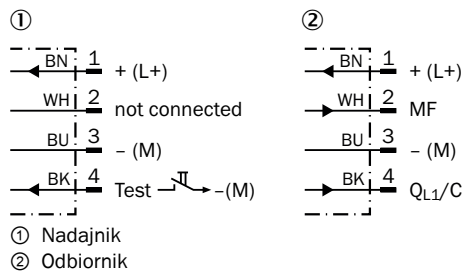 ① ②
BN 1 + (L+)
WH 2 not connected
BU 3 – (M)
BK 4 Test –(M)
BN 1 + (L+)
WH 2 MF
BU 3 – (M)
BK 4 QL1/C
① Nadajnik
② Odbiornik